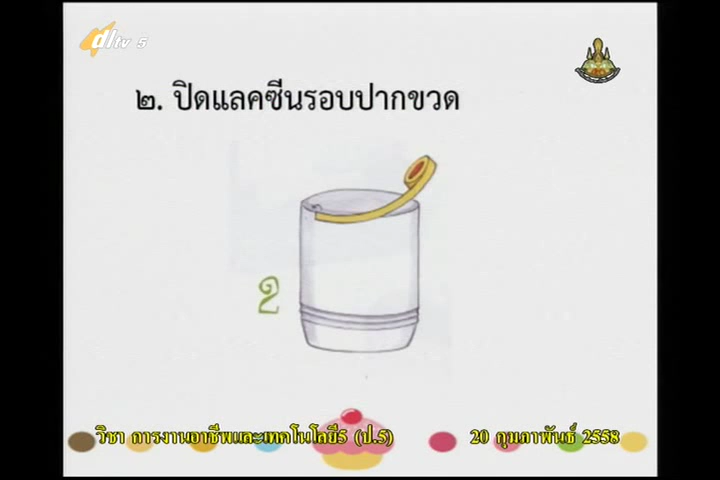 dltv 5
๒. ปิดแลคซีนรอบปากขวด
2
วิชา การงานอาชีพและเทคโนโลยี5 (ป.5)
20 กุมภาพันธ์ 2558